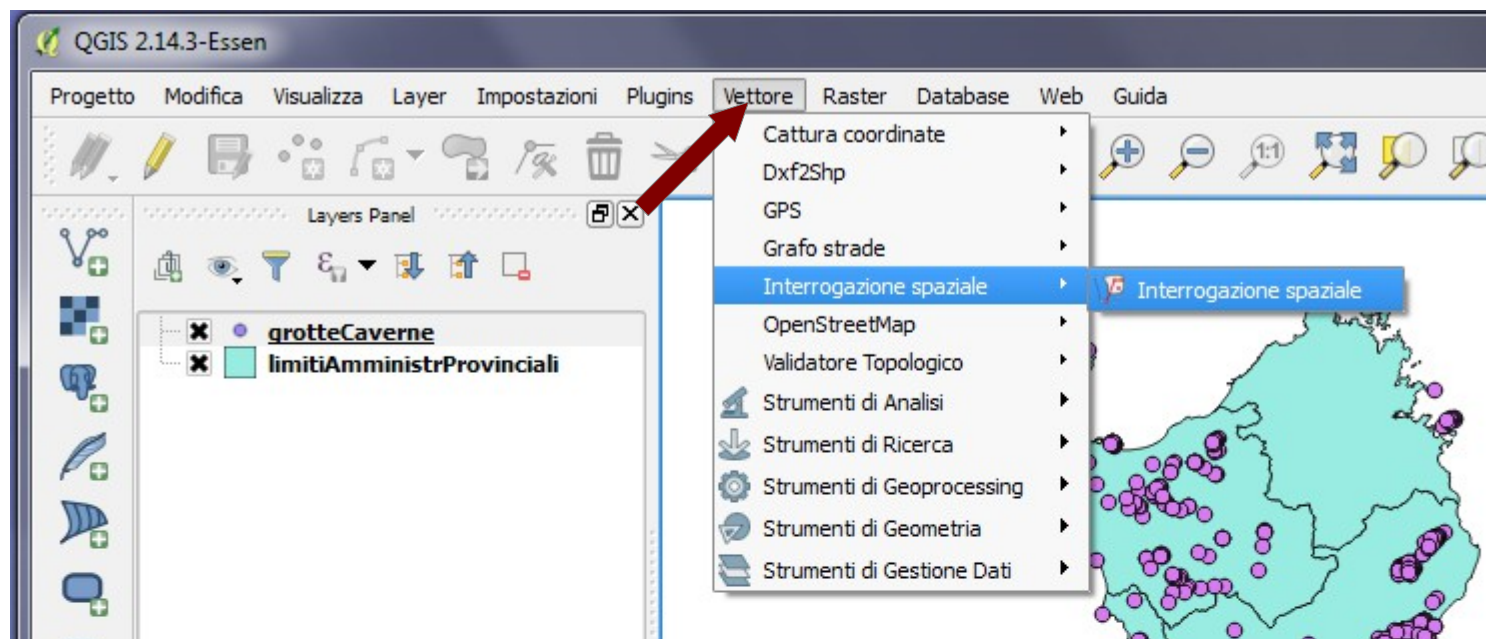 QGIS 2.14.3-Essen
Progetto Modifica Visualizza Layer Impostazioni Plugins Vettore Raster Database Web Guida
Cattura coordinate
Dxf2Shp
1:1
Layers Panel
GPS
Grafo strade
Interrogazione spaziale
Interrogazione spaziale
OpenStreetMap
grotteCaverne
Validatore Topologico
limitiAmministrProvinciali
Strumenti di Analisi
Strumenti di Ricerca
Strumenti di Geoprocessing
Strumenti di Geometria
Strumenti di Gestione Dati